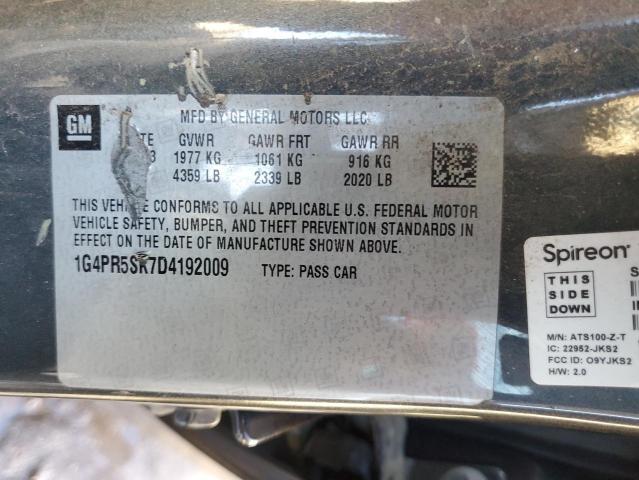 GM
MFD BY GENERAL MOTORS LLC
GVWR GAWR FRT GAWR RR
1977 KG 1061 KG 916 KG
4359 LB 2339 LB 2020 LB
THIS CONFORMS TO ALL APPLICABLE U.S. FEDERAL MOTOR
VEHICLE SAFETY, BUMPER, AND THEFT PREVENTION STANDARDS IN
EFFECT ON THE DATE OF MANUFACTURE SHOWN ABOVE.
1G4PR5SK7D4192009 TYPE: PASS CAR
Spireon
THIS
SIDE
DOWN
M/N: ATS100-Z-T
IC: 22952-JKS2
FCC ID: O9YJKS2
H/W: 2.0